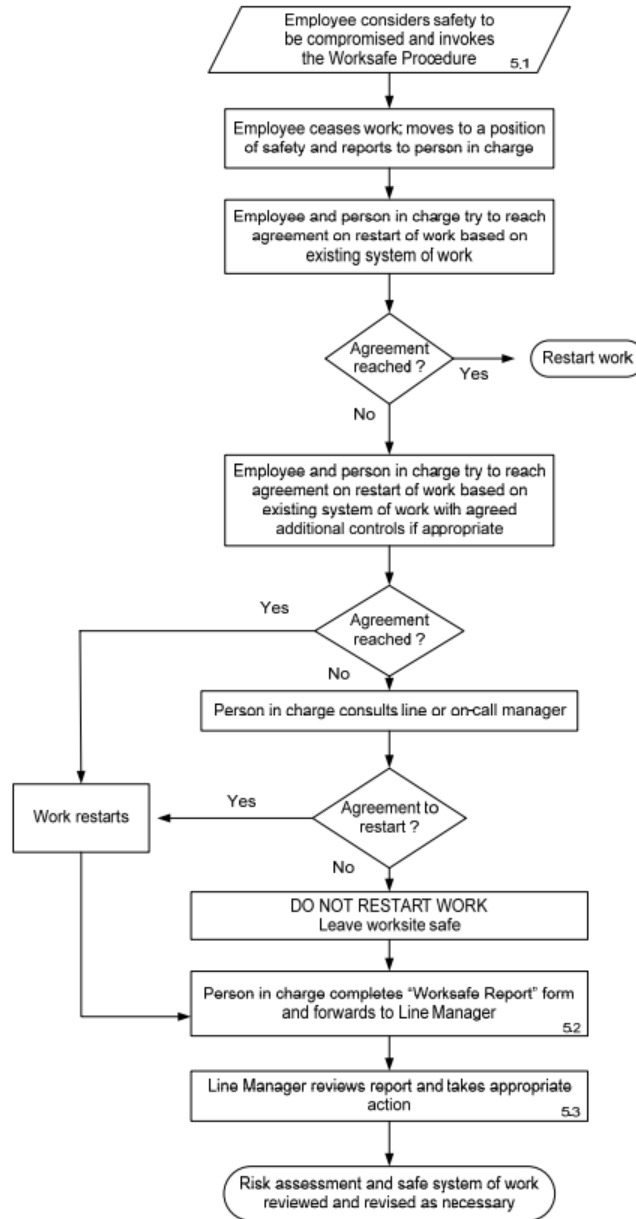 Employee considers safety to
be compromised and invokes
the Worksafe Procedure
5.1
Employee ceases work; moves to a position
of safety and reports to person in charge
Employee and person in charge try to reach
agreement on restart of work based on
existing system of work
Agreement
reached ?
Yes
Restart work
No
Employee and person in charge try to reach
agreement on restart of work based on
existing system of work with agreed
additional controls if appropriate
Yes
Agreement
reached ?
No
Person in charge consults line or on-call manager
Work restarts
Yes
Agreement to
restart ?
No
DO NOT RESTART WORK
Leave worksite safe
Person in charge completes “Worksafe Report” form
and forwards to Line Manager
5.2
Line Manager reviews report and takes appropriate
action
5.3
Risk assessment and safe system of work
reviewed and revised as necessary